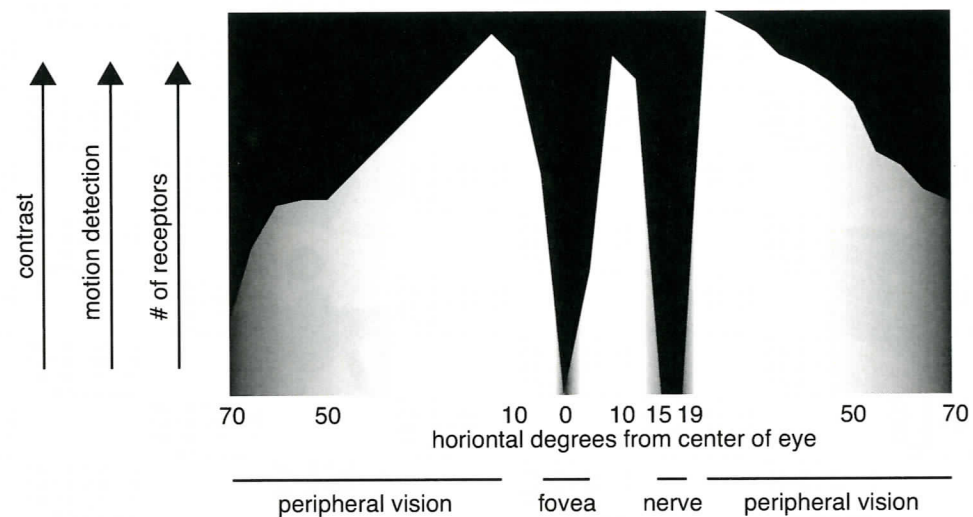 contrast
motion detection
# of receptors
70 50 10 0 10 15 19 50 70
horiontal degrees from center of eye
peripheral vision fovea nerve peripheral vision